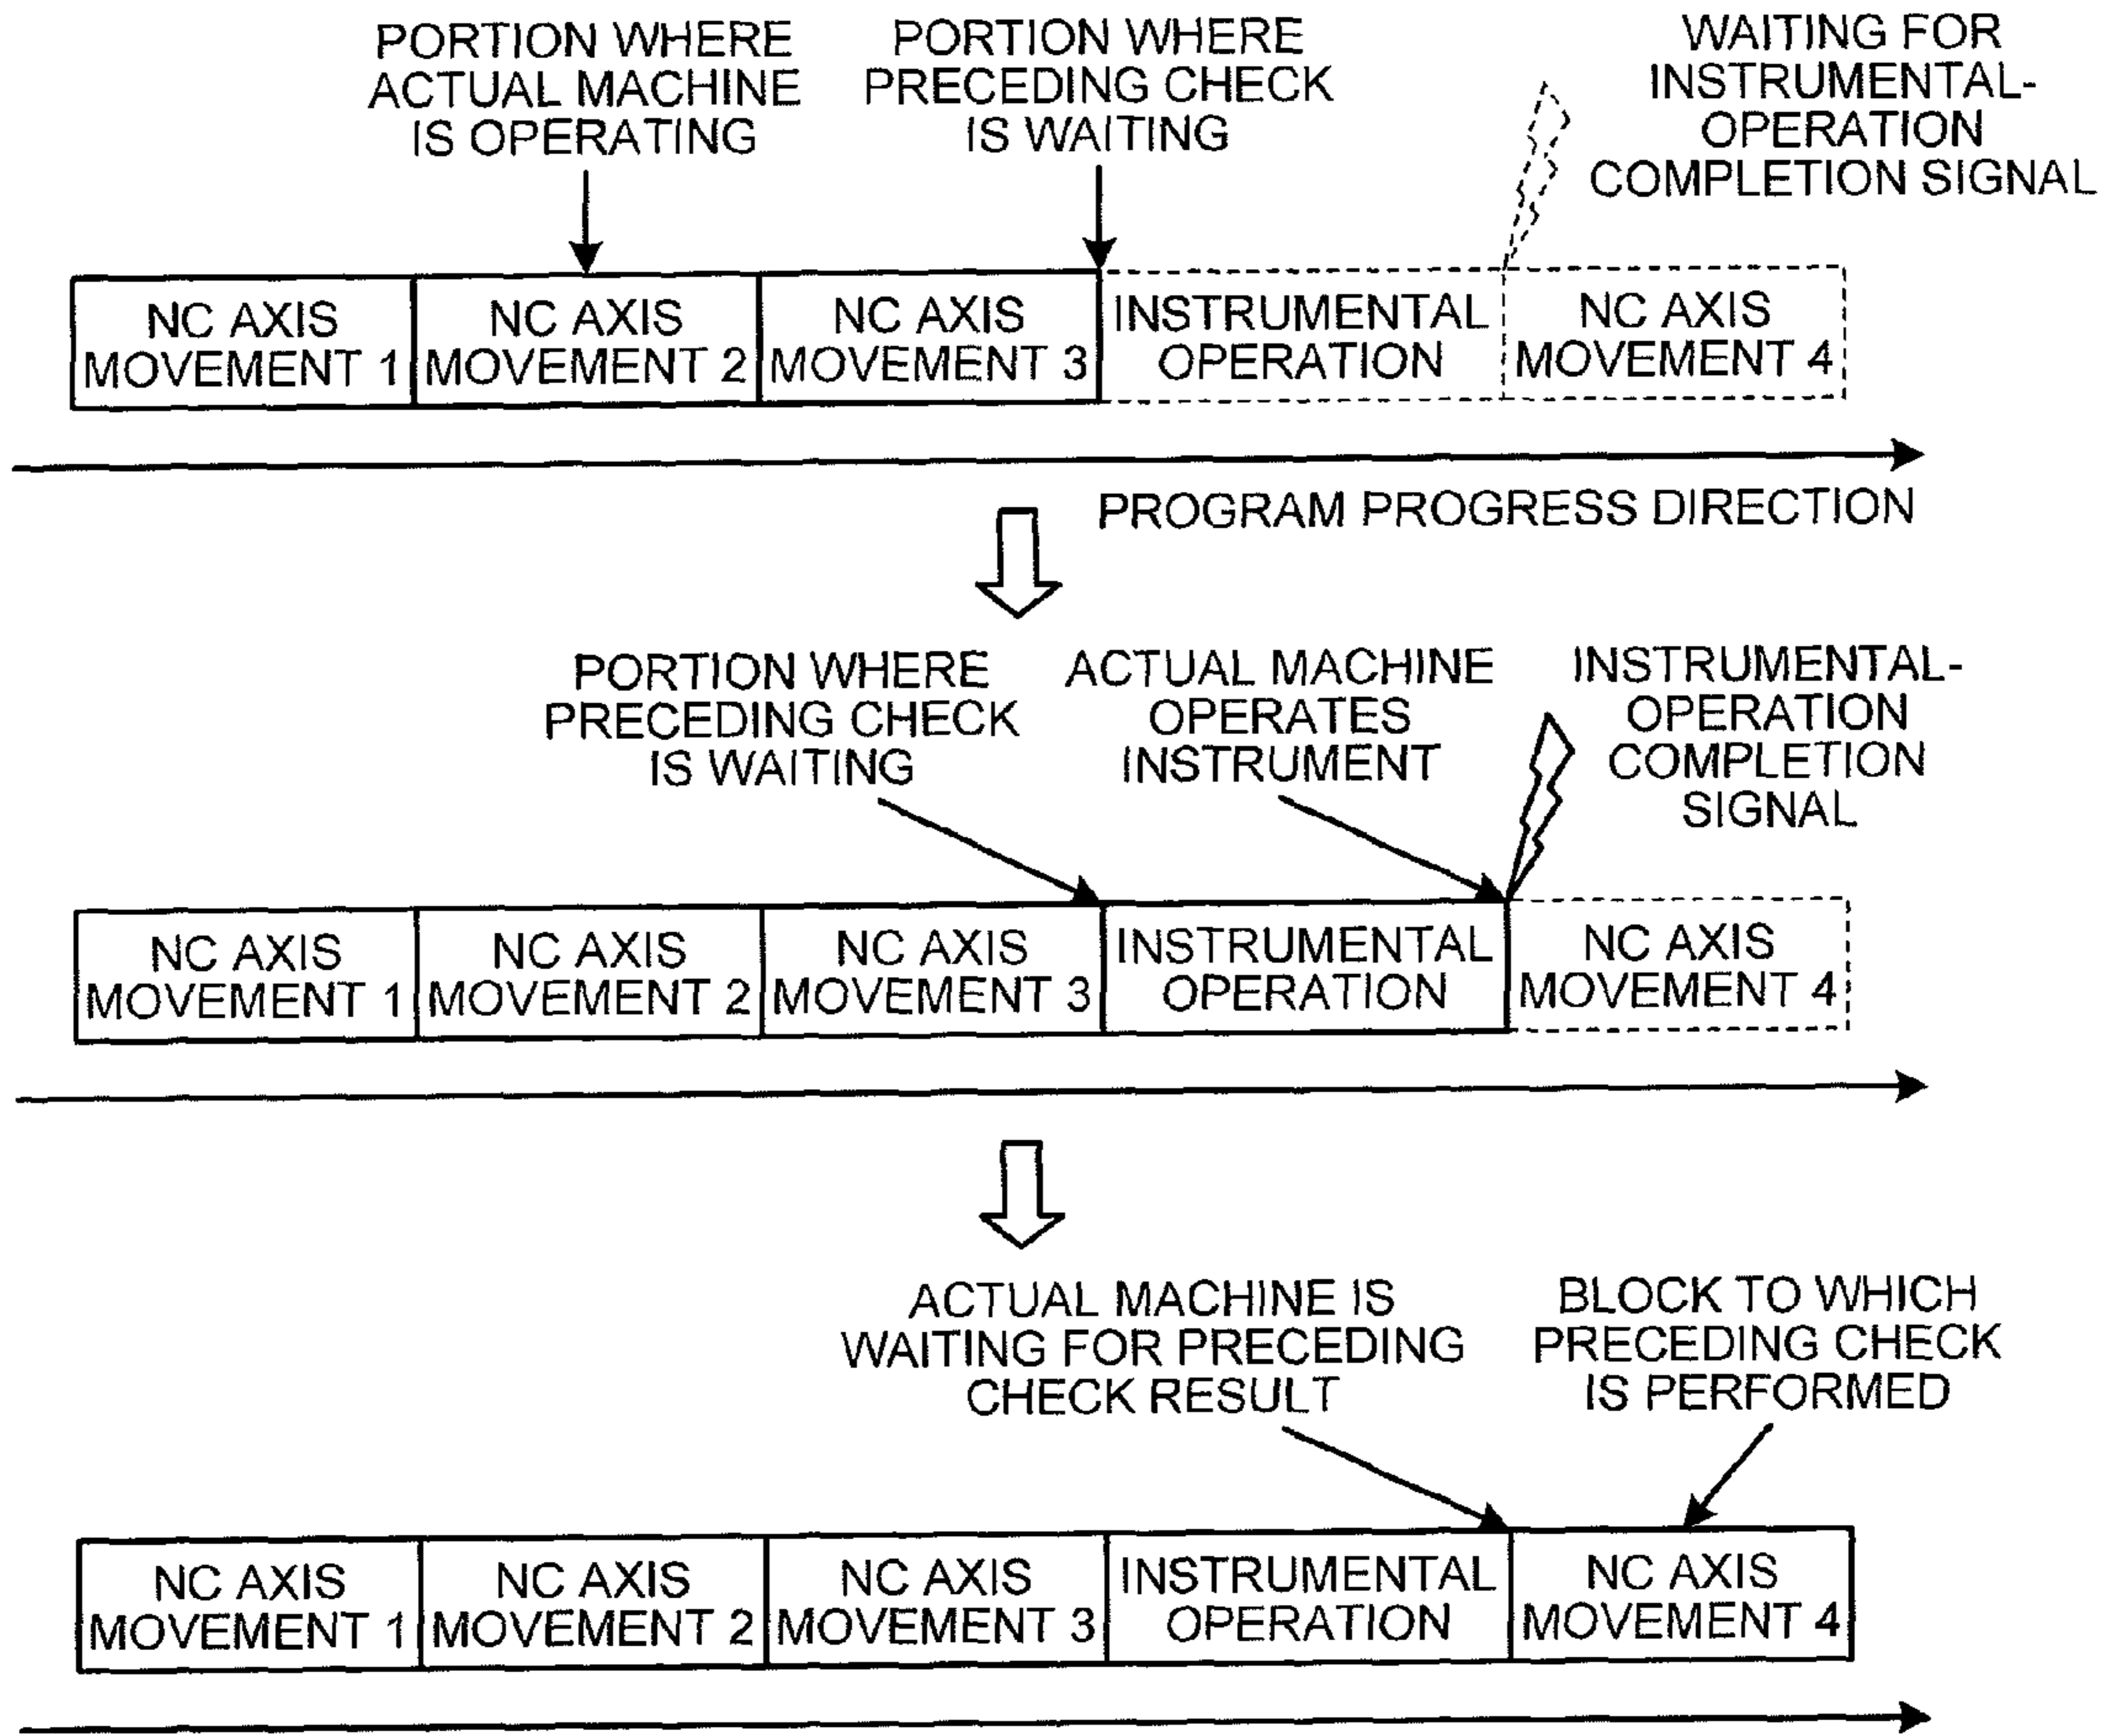 PORTION WHERE
ACTUAL MACHINE
IS OPERATING
PORTION WHERE
PRECEDING CHECK
IS WAITING
WAITING FOR
INSTRUMENTAL-
OPERATION
COMPLETION SIGNAL
NC AXIS
MOVEMENT 1
NC AXIS
MOVEMENT 2
NC AXIS
MOVEMENT 3
INSTRUMENTAL
OPERATION
NC AXIS
MOVEMENT 4
PROGRAM PROGRESS DIRECTION
PORTION WHERE
PRECEDING CHECK
IS WAITING
ACTUAL MACHINE
OPERATES
INSTRUMENT
INSTRUMENTAL-
OPERATION
COMPLETION
SIGNAL
NC AXIS
MOVEMENT 1
NC AXIS
MOVEMENT 2
NC AXIS
MOVEMENT 3
INSTRUMENTAL
OPERATION
NC AXIS
MOVEMENT 4
ACTUAL MACHINE IS
WAITING FOR PRECEDING
CHECK RESULT
BLOCK TO WHICH
PRECEDING CHECK
IS PERFORMED
NC AXIS
MOVEMENT 1
NC AXIS
MOVEMENT 2
NC AXIS
MOVEMENT 3
INSTRUMENTAL
OPERATION
NC AXIS
MOVEMENT 4